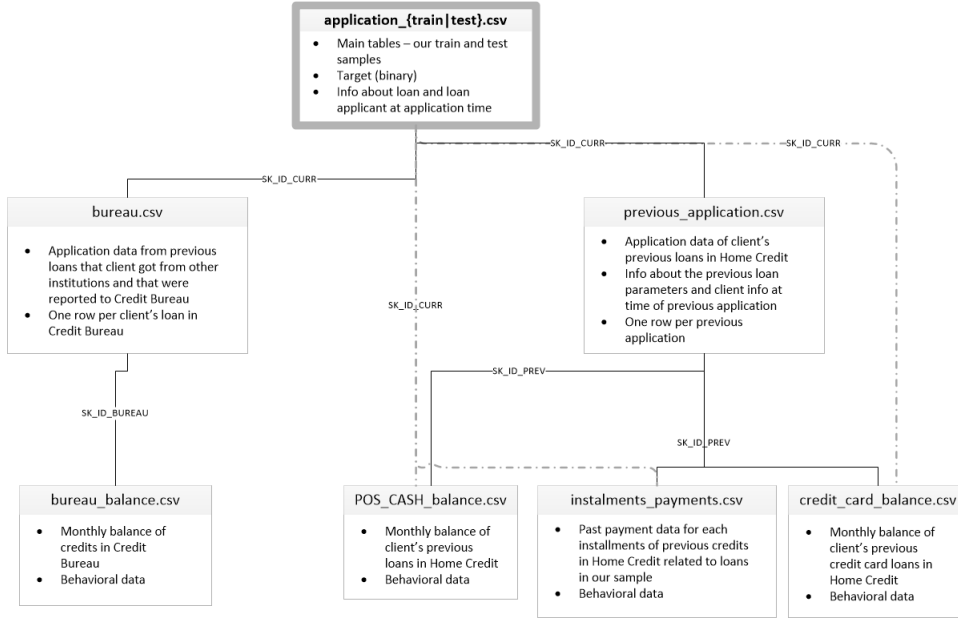 application_{train|test}.csv
• Main tables – our train and test
samples
• Target (binary)
• Info about loan and loan
applicant at application time
SK_ID_CURR
SK_ID_CURR
SK_ID_CURR
bureau.csv
• Application data from previous
loans that client got from other
institutions and that were
reported to Credit Bureau
• One row per client's loan in
Credit Bureau
previous_application.csv
• Application data of client's
previous loans in Home Credit
• Info about the previous loan
parameters and client info at
time of previous application
• One row per previous
application
SK_ID_CURR
SK_ID_PREV
SK_ID_BUREAU
SK_ID_PREV
bureau_balance.csv
• Monthly balance of
credits in Credit
Bureau
• Behavioral data
POS_CASH_balance.csv
• Monthly balance of
client's previous
loans in Home Credit
• Behavioral data
instalments_payments.csv
• Past payment data for each
installments of previous credits
in Home Credit related to loans
in our sample
• Behavioral data
credit_card_balance.csv
• Monthly balance of
client's previous
credit card loans in
Home Credit
• Behavioral data